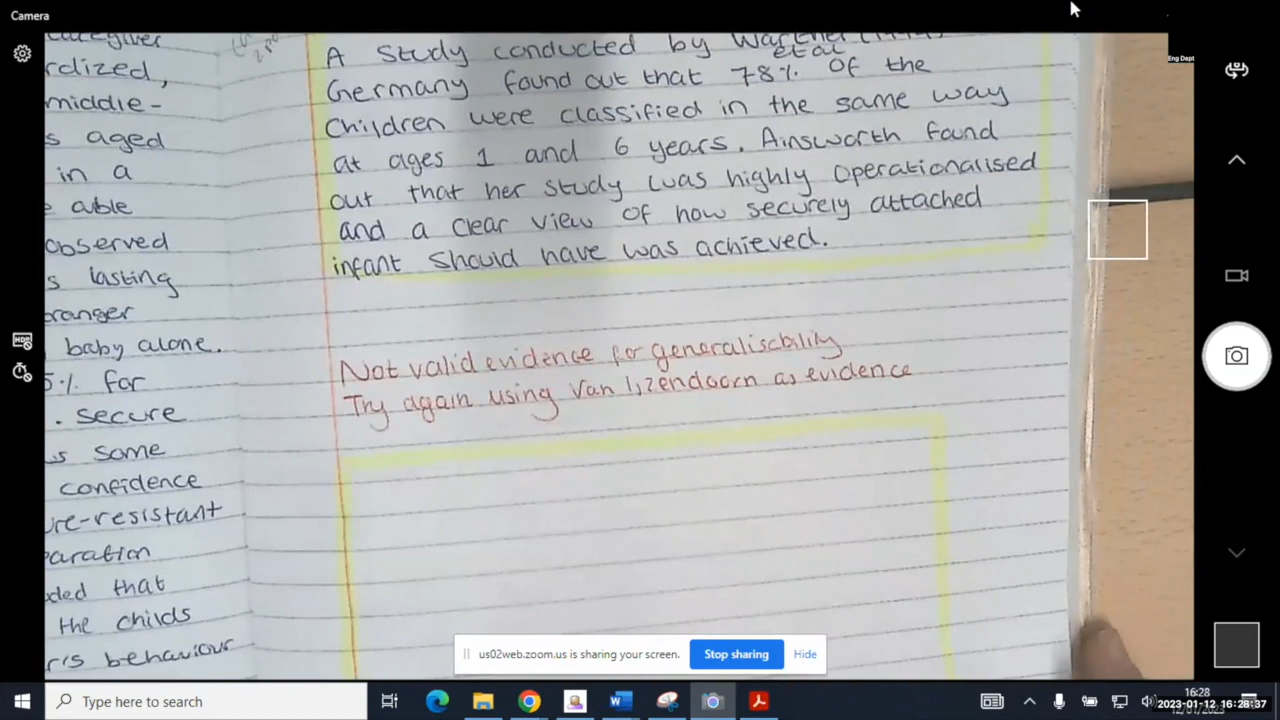 Camera
caregiver
rdized,
middle-
s aged
in a
able
observed
s lasting
ranger
baby alone.
5% for
. secure
same
confidence
re-resistant
paration
ded that
the childs
r's behaviour
A Study conducted by
et al
Germany found out that 78% of the
Children were classified in the same way
at ages 1 and 6 years. Ainsworth found
out that her study was highly operationalised
and a clear view of how securely attached
infant should have was achieved.
Not valid evidence for generaliscbility
Try again using Van Ijzendoorn as evidence
Eng Dept
us02web.zoom.us is sharing your screen.
Stop sharing
Hide
Type here to search
16:28
2023-01-12 16:28:37